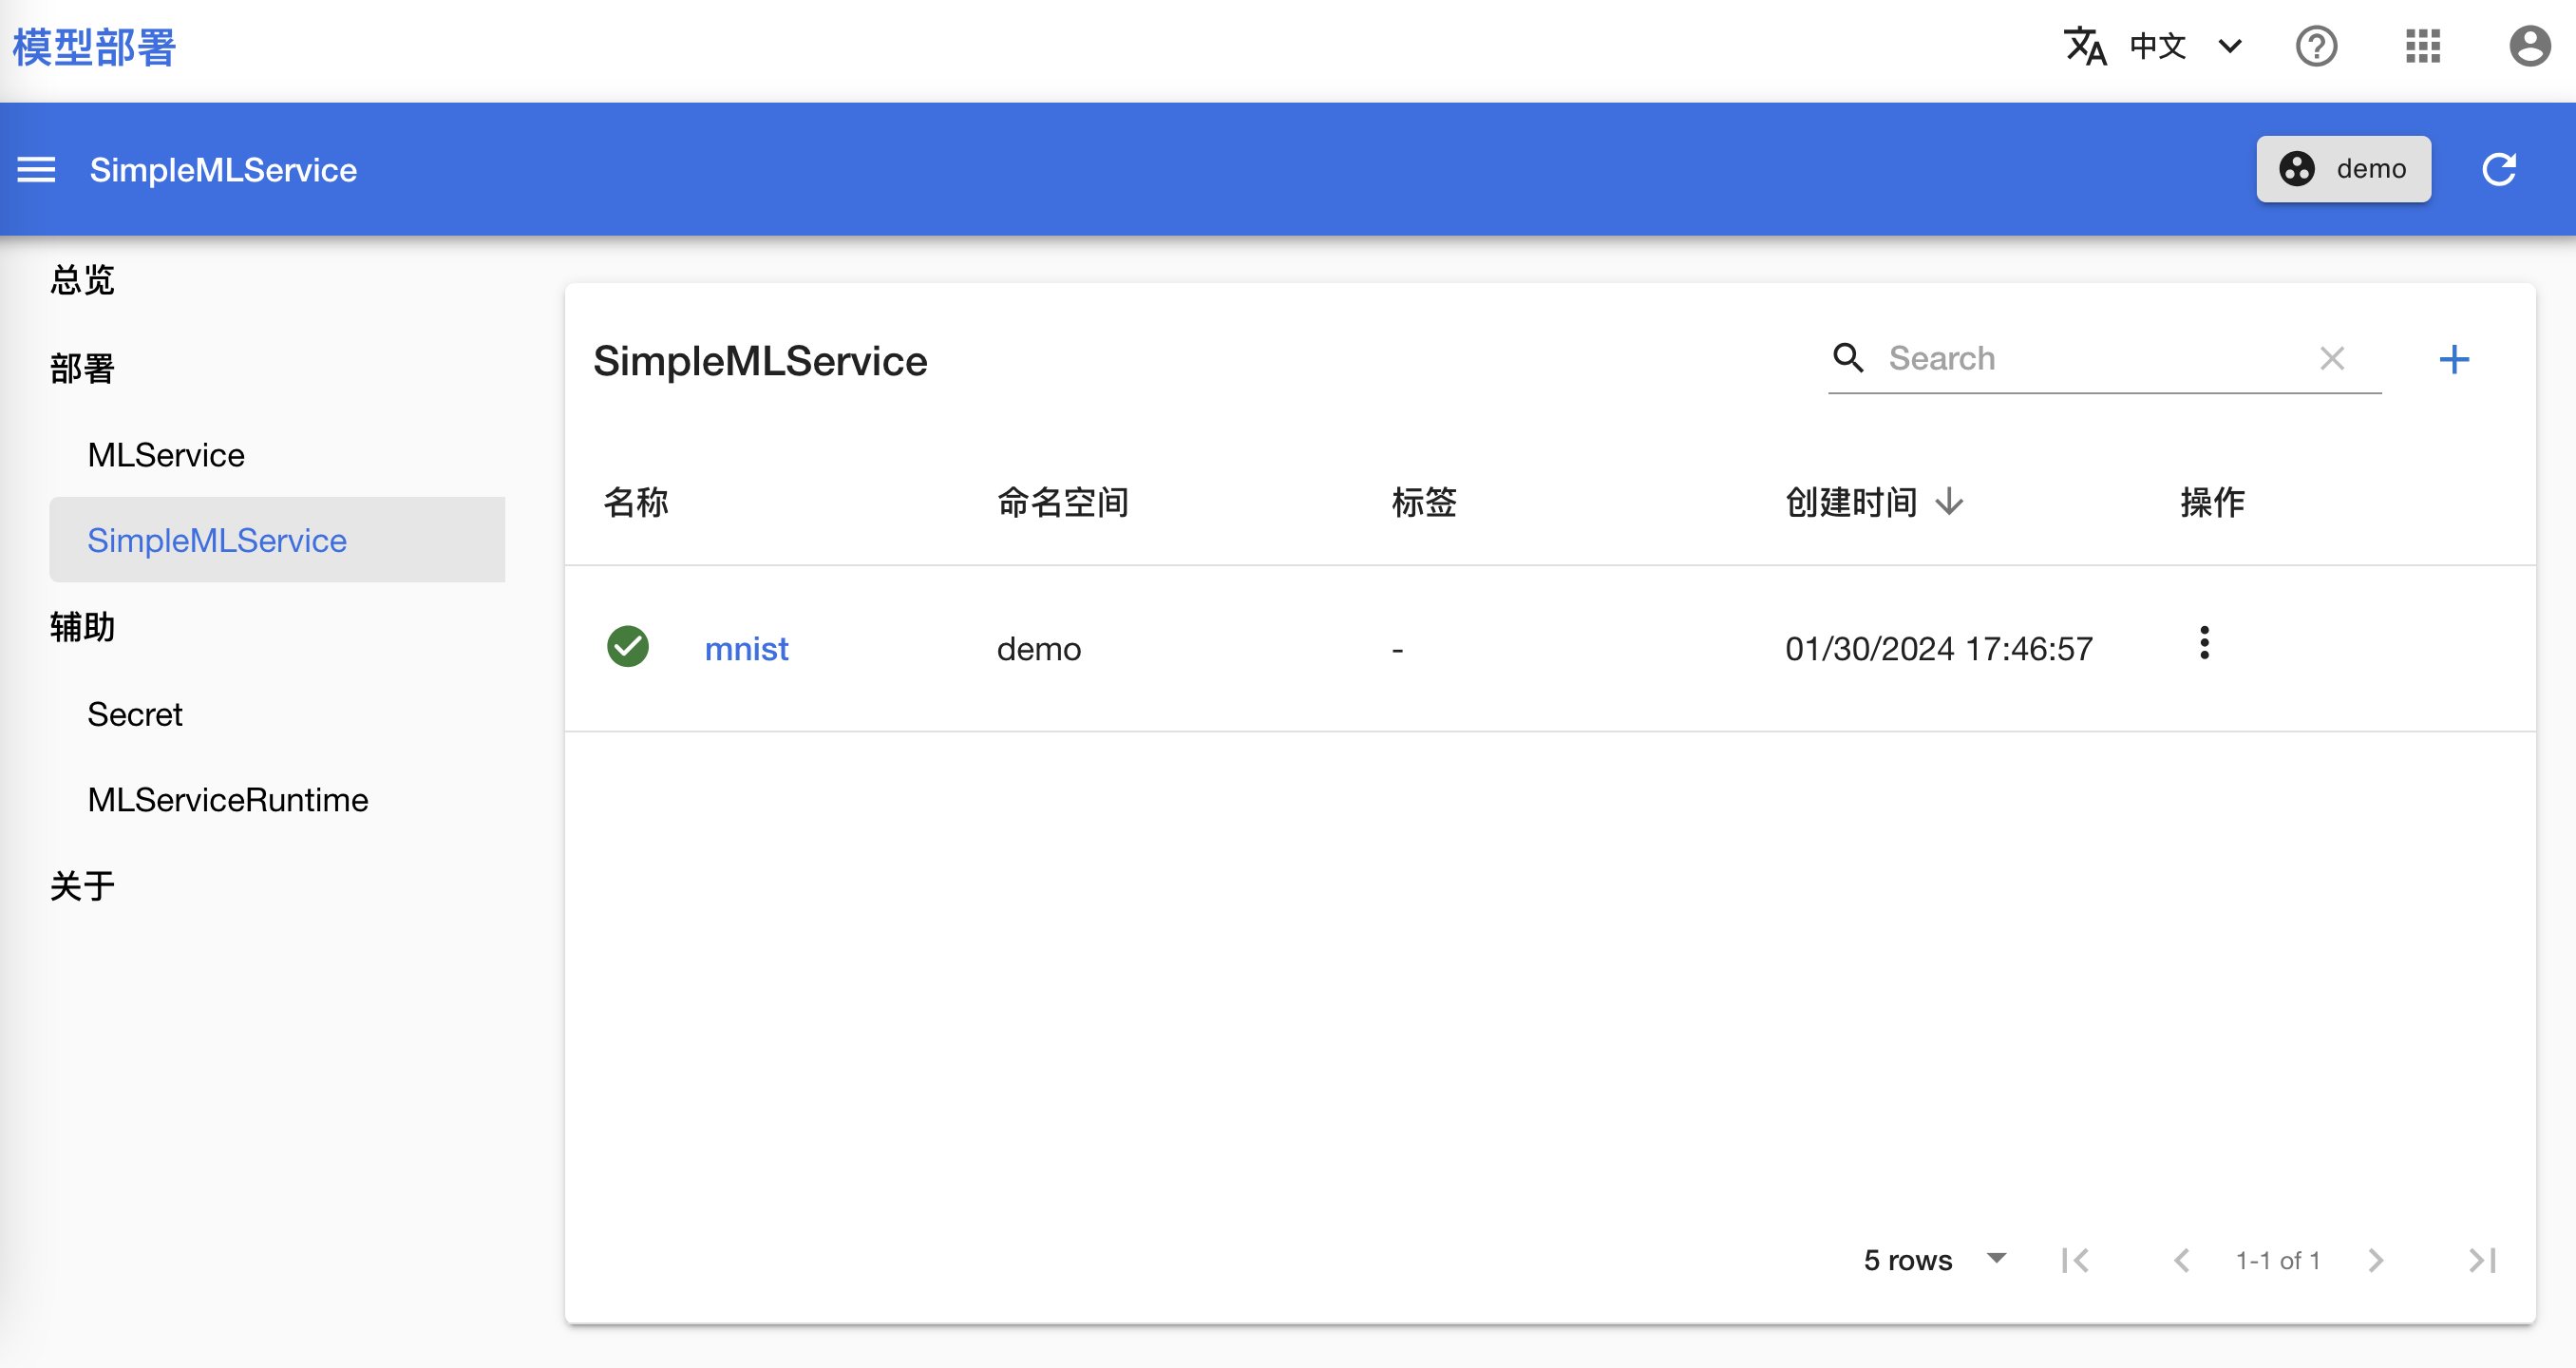 模型部署
中文
SimpleMLService
demo
总览
部署
MLService
SimpleMLService
辅助
Secret
MLServiceRuntime
关于
SimpleMLService
Search
名称 命名空间 标签 创建时间 操作
mnist demo - 01/30/2024 17:46:57
5 rows 1-1 of 1